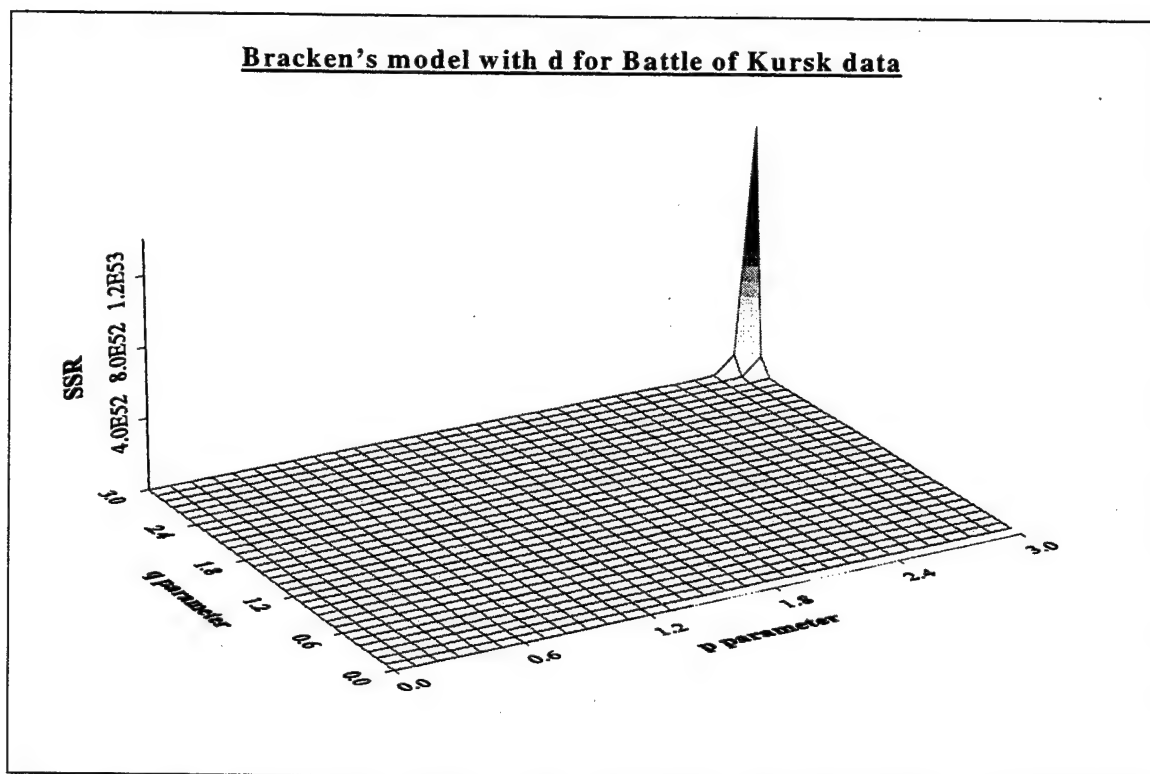 Bracken's model with d for Battle of Kursk data
SSR
4.0E52 8.0E52 1.2E53
3.0
2.4
1.8
1.2
0.6
0.0
q parameter
0.0
0.6
1.2
1.8
2.4
3.0
p parameter